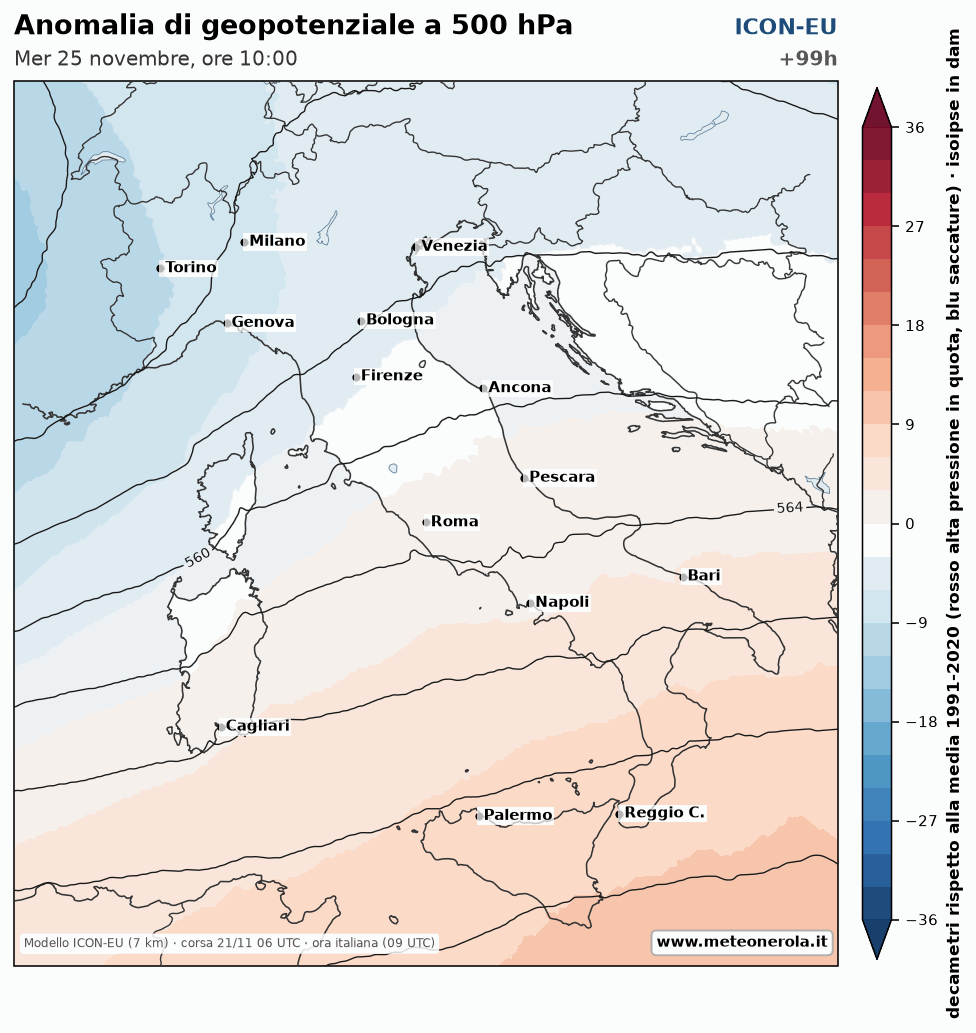 Anomalia di geopotenziale a 500 hPa
ICON-EU
Mer 25 novembre, ore 10:00
+99h
Milano
Venezia
Torino
Genova
Bologna
Firenze
Ancona
Pescara
564
Roma
560
Bari
Napoli
Cagliari
Palermo
Reggio C.
Modello ICON-EU (7 km) · corsa 21/11 06 UTC · ora italiana (09 UTC)
www.meteonerola.it
36
27
18
9
0
−9
−18
−27
−36
decametri rispetto alla media 1991-2020 (rosso alta pressione in quota, blu saccature) · isoipse in dam